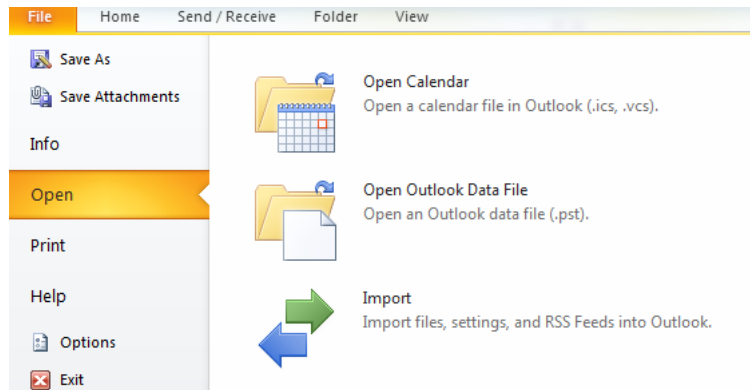 File Home Send / Receive Folder View
Save As
Save Attachments
Info
Open
Print
Help
Options
Exit
Open Calendar
Open a calendar file in Outlook (.ics, .vcs).
Open Outlook Data File
Open an Outlook data file (.pst).
Import
Import files, settings, and RSS Feeds into Outlook.